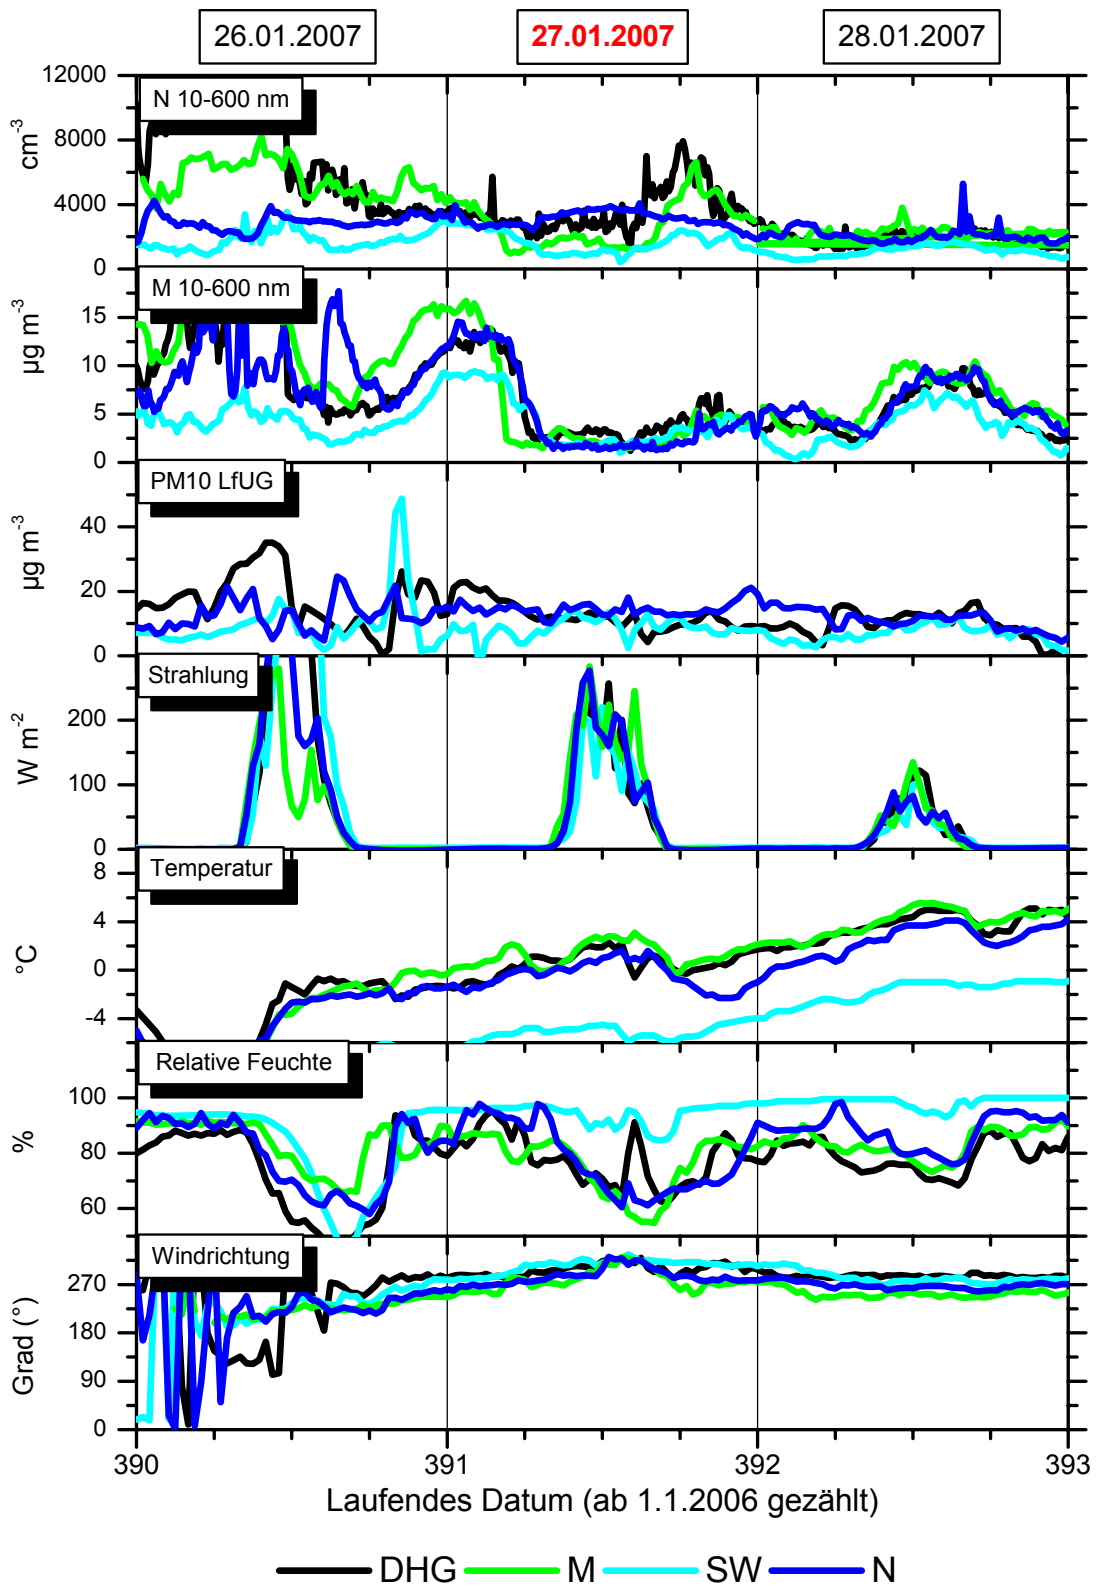 26.01.2007 27.01.2007 28.01.2007
N 10-600 nm
cm-3
12000
8000
4000
0
M 10-600 nm
µg m-3
15
10
5
0
PM10 LfUG
µg m-3
40
20
0
Strahlung
W m-2
200
100
0
Temperatur
°C
8
4
0
-4
Relative Feuchte
%
100
80
60
Windrichtung
Grad (°)
270
180
90
0
390 391 392 393
Laufendes Datum (ab 1.1.2006 gezählt)
DHG M SW N